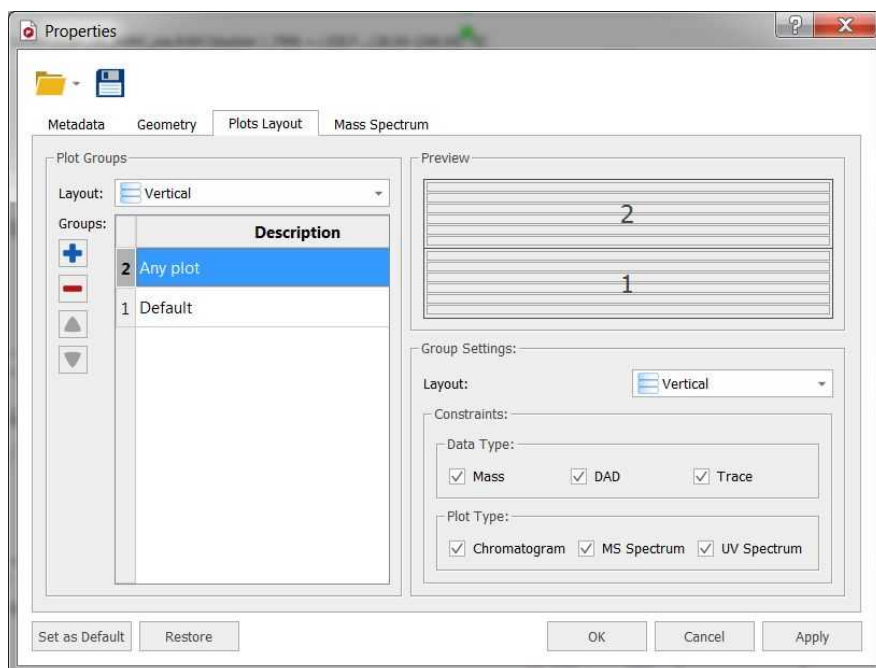 Properties
Metadata Geometry Plots Layout Mass Spectrum
Plot Groups
Layout: Vertical
Groups:
Description
2 Any plot
1 Default
Preview
2
1
Group Settings:
Layout: Vertical
Constraints:
Data Type:
Mass DAD Trace
Plot Type:
Chromatogram MS Spectrum UV Spectrum
Set as Default Restore OK Cancel Apply